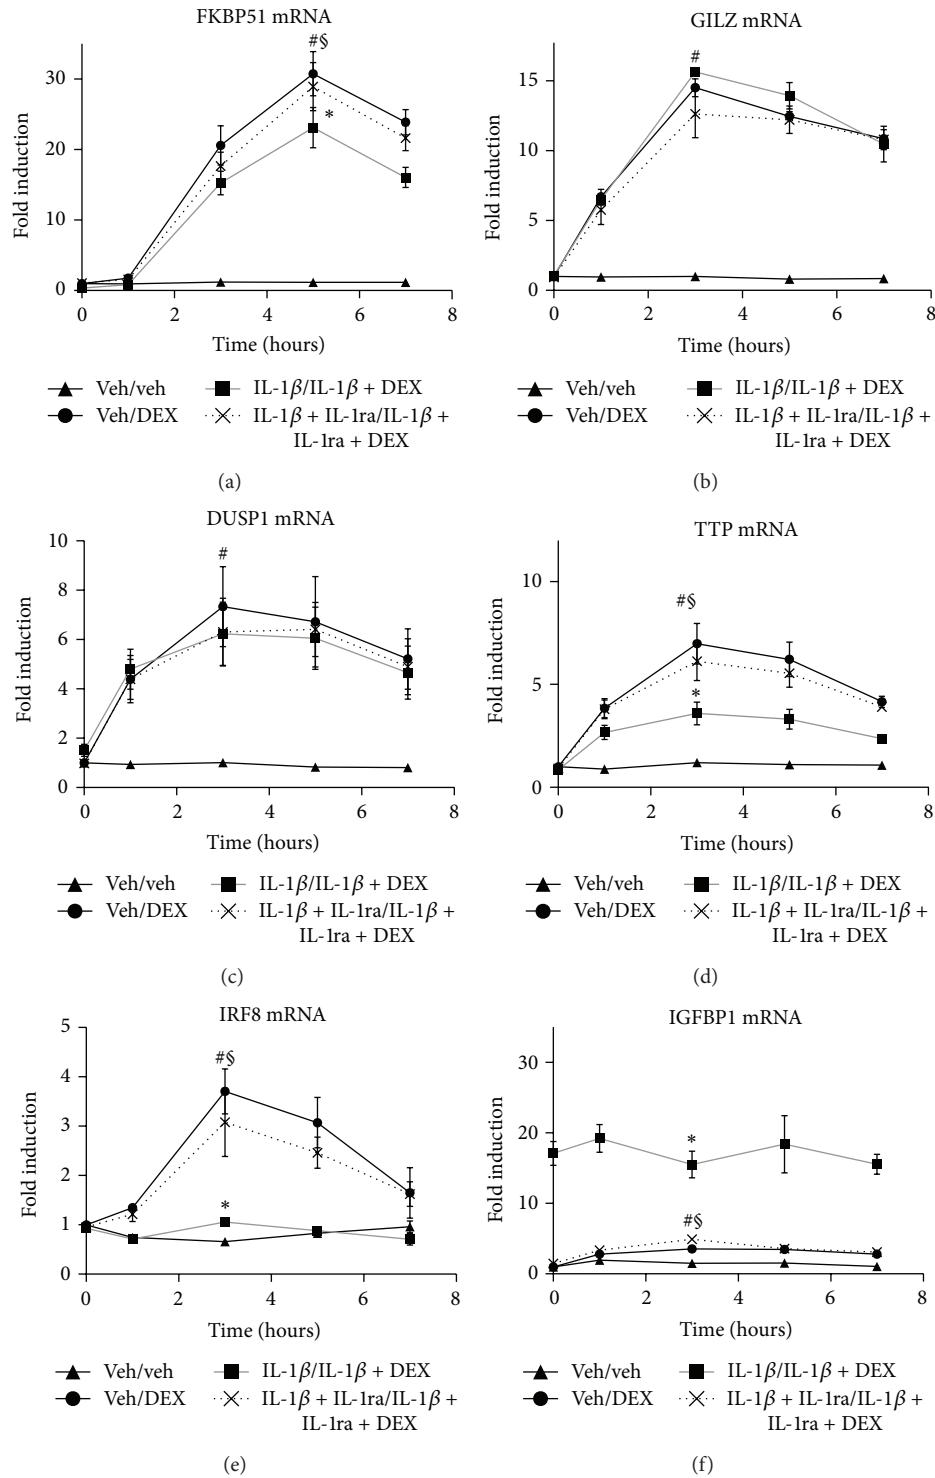 FKBP51 mRNA
#§
*
30
20
10
0
Fold induction
0 2 4 6 8
Time (hours)
Veh/veh
Veh/DEX
IL-1β/IL-1β + DEX
IL-1β + IL-1ra/IL-1β +
IL-1ra + DEX
(a)
GILZ mRNA
#
15
10
5
0
Fold induction
0 2 4 6 8
Time (hours)
Veh/veh
Veh/DEX
IL-1β/IL-1β + DEX
IL-1β + IL-1ra/IL-1β +
IL-1ra + DEX
(b)
DUSP1 mRNA
#
10
8
6
4
2
0
Fold induction
0 2 4 6 8
Time (hours)
Veh/veh
Veh/DEX
IL-1β/IL-1β + DEX
IL-1β + IL-1ra/IL-1β +
IL-1ra + DEX
(c)
TTP mRNA
#§
*
10
5
0
Fold induction
0 2 4 6 8
Time (hours)
Veh/veh
Veh/DEX
IL-1β/IL-1β + DEX
IL-1β + IL-1ra/IL-1β +
IL-1ra + DEX
(d)
IRF8 mRNA
#§
*
5
4
3
2
1
0
Fold induction
0 2 4 6 8
Time (hours)
Veh/veh
Veh/DEX
IL-1β/IL-1β + DEX
IL-1β + IL-1ra/IL-1β +
IL-1ra + DEX
(e)
IGFBP1 mRNA
*
#§
30
20
10
0
Fold induction
0 2 4 6 8
Time (hours)
Veh/veh
Veh/DEX
IL-1β/IL-1β + DEX
IL-1β + IL-1ra/IL-1β +
IL-1ra + DEX
(f)